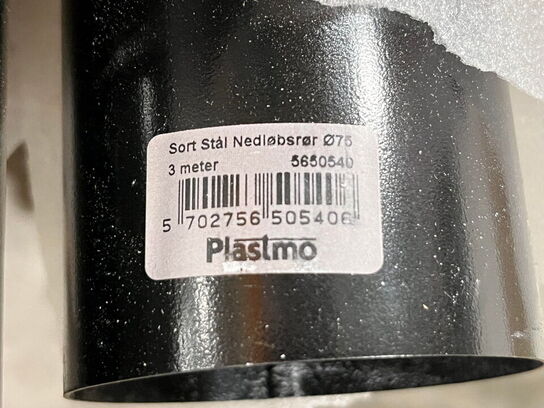 Sort Stål Nedløbsrør Ø75
3 meter 5650540
5 702756 505406
Plastmo